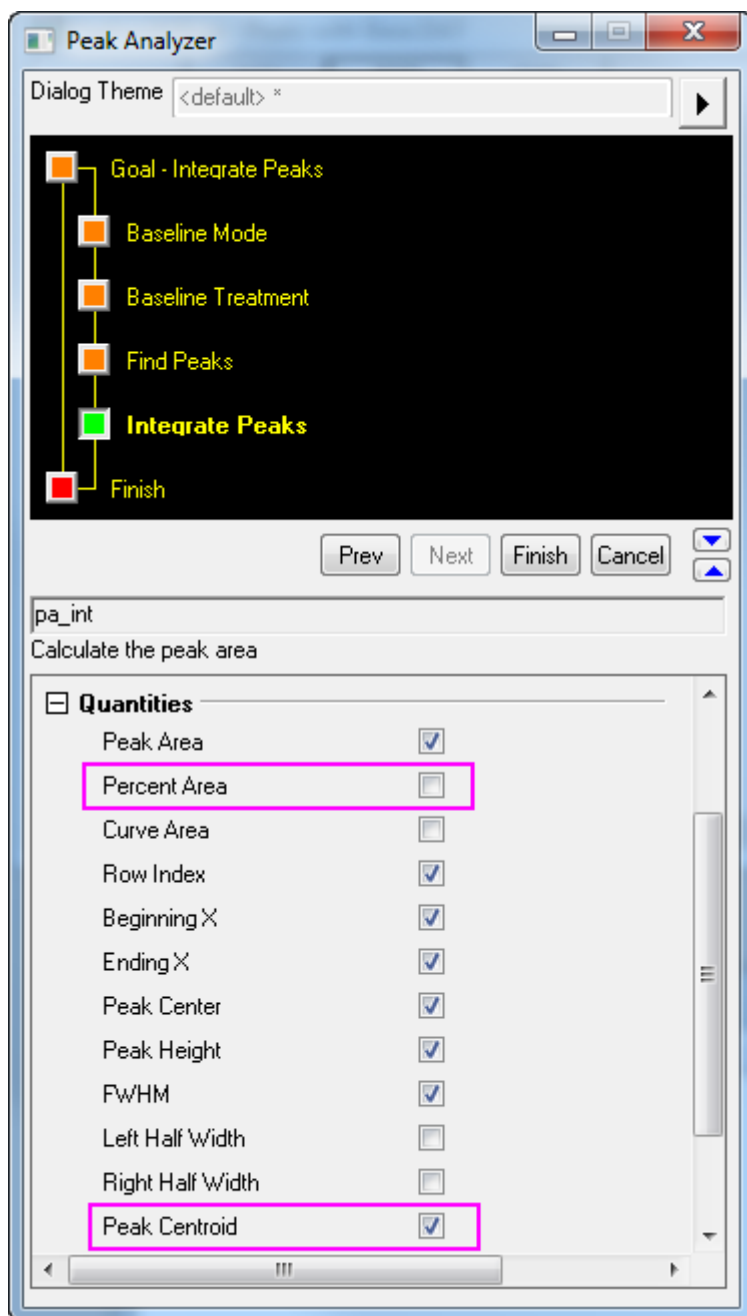 Peak Analyzer
Dialog Theme <default> *
Goal - Integrate Peaks
Baseline Mode
Baseline Treatment
Find Peaks
Integrate Peaks
Finish
Prev Next Finish Cancel
pa_int
Calculate the peak area
Quantities
Peak Area
Percent Area
Curve Area
Row Index
Beginning X
Ending X
Peak Center
Peak Height
FWHM
Left Half Width
Right Half Width
Peak Centroid